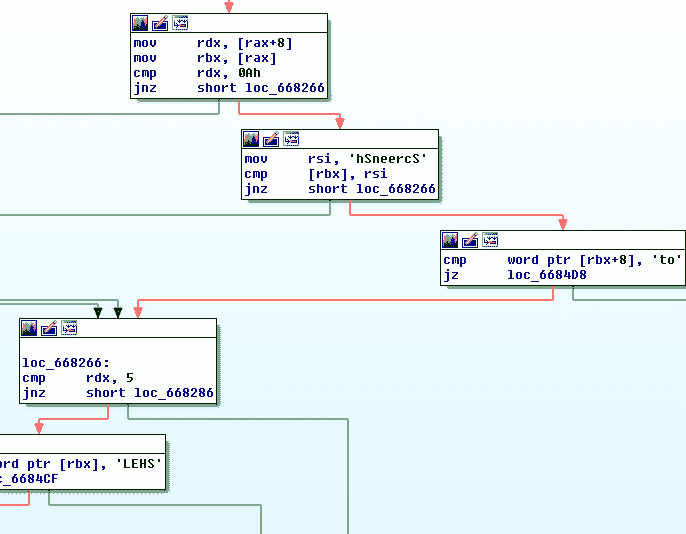 mov rdx, [rax+8]
mov rbx, [rax]
cmp rdx, 0Ah
jnz short loc_668266
mov rsi, 'hSneercS'
cmp [rbx], rsi
jnz short loc_668266
cmp word ptr [rbx+8], 'to'
jz loc_6684D8
loc_668266:
cmp rdx, 5
jnz short loc_668286
ord ptr [rbx], 'LEHS'
c_6684CF